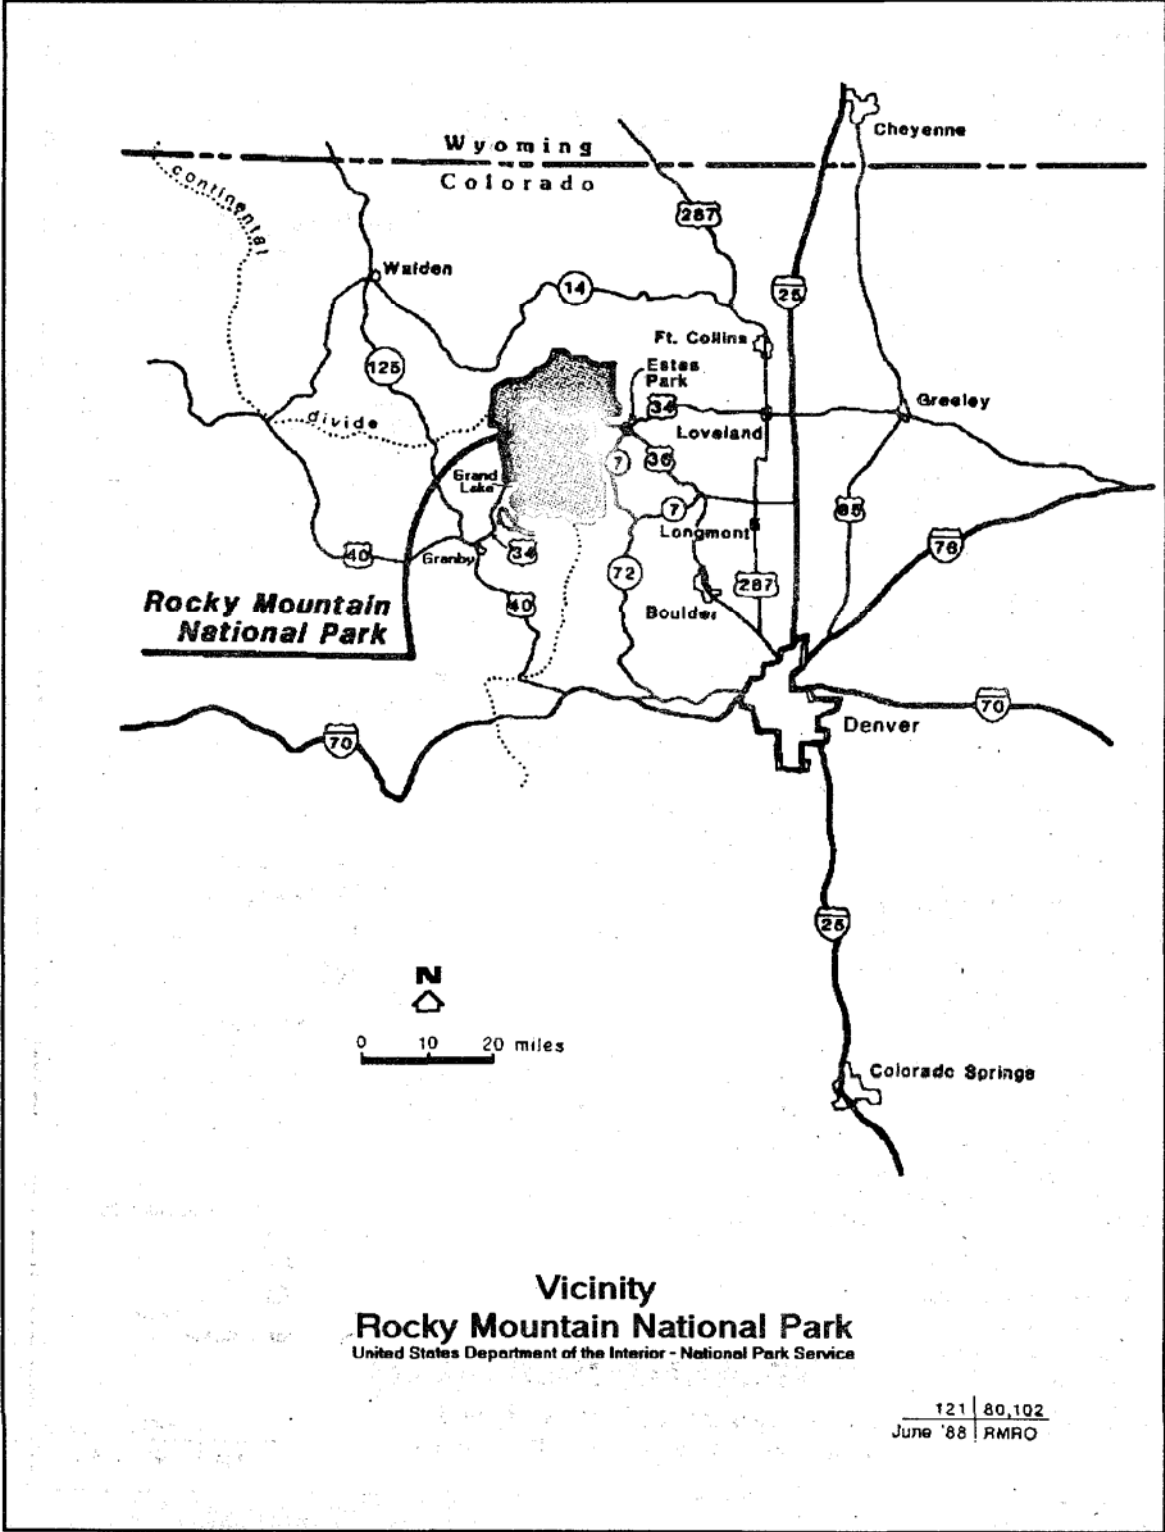 Cheyenne
Wyoming
Colorado
continental
287
Walden
14
25
Ft. Collins
125
Estes
Park
34
Greeley
divide
Loveland
7
36
Grand
Lake
7
85
Longmont
76
40
Granby
34
72
287
40
Boulder
Rocky Mountain
National Park
70
70
Denver
25
N
0 10 20 miles
Colorado Springs
Vicinity
Rocky Mountain National Park
United States Department of the Interior - National Park Service
121 | 80,102
June '88 | RMRO